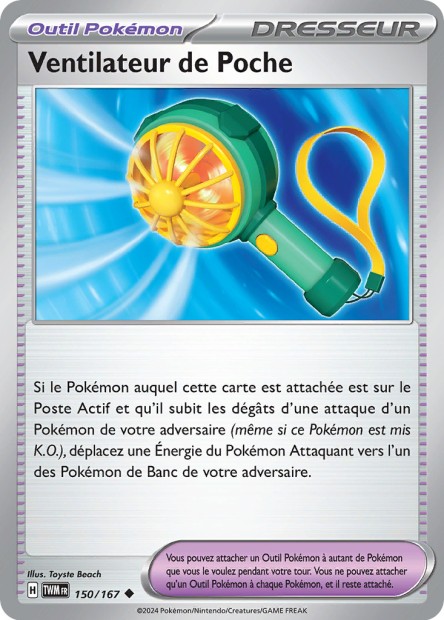 Outil Pokémon DRESSEUR
Ventilateur de Poche
Si le Pokémon auquel cette carte est attachée est sur le
Poste Actif et qu'il subit les dégâts d'une attaque d'un
Pokémon de votre adversaire (même si ce Pokémon est mis
K.O.), déplacez une Énergie du Pokémon Attaquant vers l'un
des Pokémon de Banc de votre adversaire.
Vous pouvez attacher un Outil Pokémon à autant de Pokémon
que vous le voulez pendant votre tour. Vous ne pouvez attacher
qu'un Outil Pokémon à chaque Pokémon, et il reste attaché.
Illus. Toyste Beach
H TWM FR 150/167 ◆
©2024 Pokémon/Nintendo/Creatures/GAME FREAK